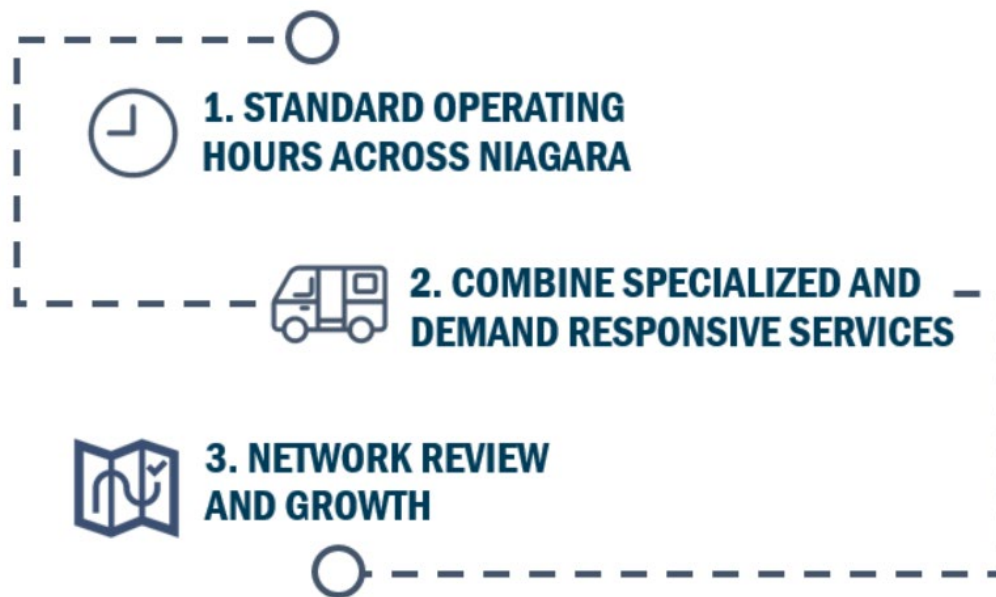 1. STANDARD OPERATING
HOURS ACROSS NIAGARA
2. COMBINE SPECIALIZED AND
DEMAND RESPONSIVE SERVICES
3. NETWORK REVIEW
AND GROWTH